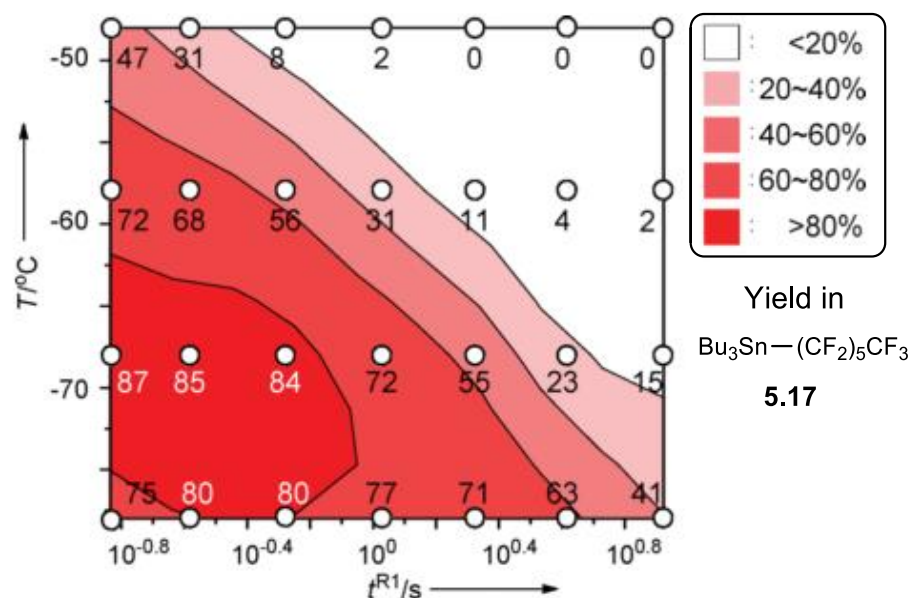 -50
47 31 8 2 0 0 0
-60
72 68 56 31 11 4 2
-70
87 85 84 72 55 23 15
75 80 80 77 71 63 41
T/°C
10^-0.8 10^-0.4 10^0 10^0.4 10^0.8
t^R1/s
: <20%
: 20~40%
: 40~60%
: 60~80%
: >80%
Yield in
Bu₃Sn—(CF₂)₅CF₃
5.17